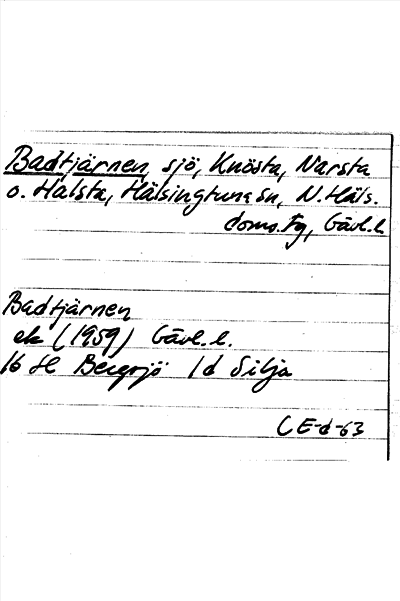 Badtjärnen, sjö, Knösta, Narsta
o. Halsta, Hälsingtuna sn, N. Häls.
doms. fg, Gävl. l
Badtjärnen
ek (1959) Gävl. l.
16 H Bergsjö 1d Silja
CE-d-63